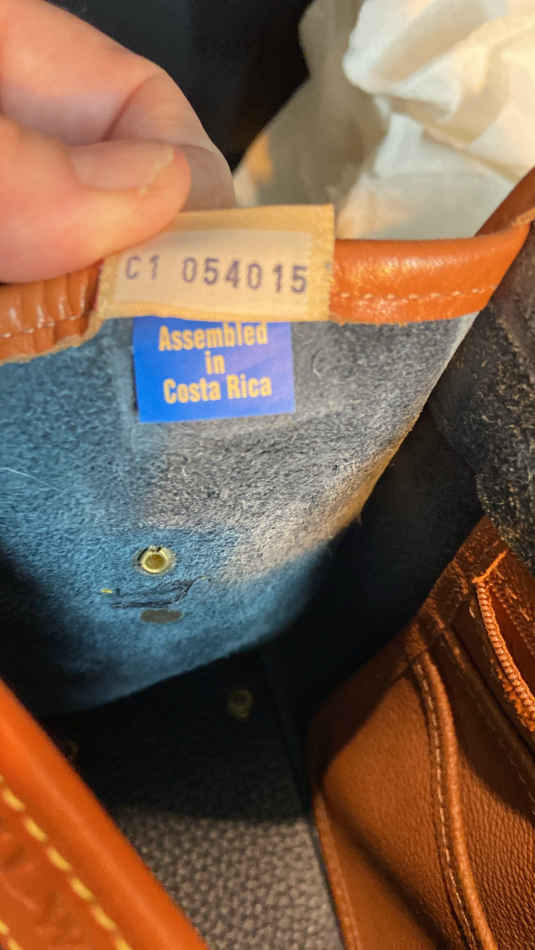 C1 054015
Assembled
in
Costa Rica